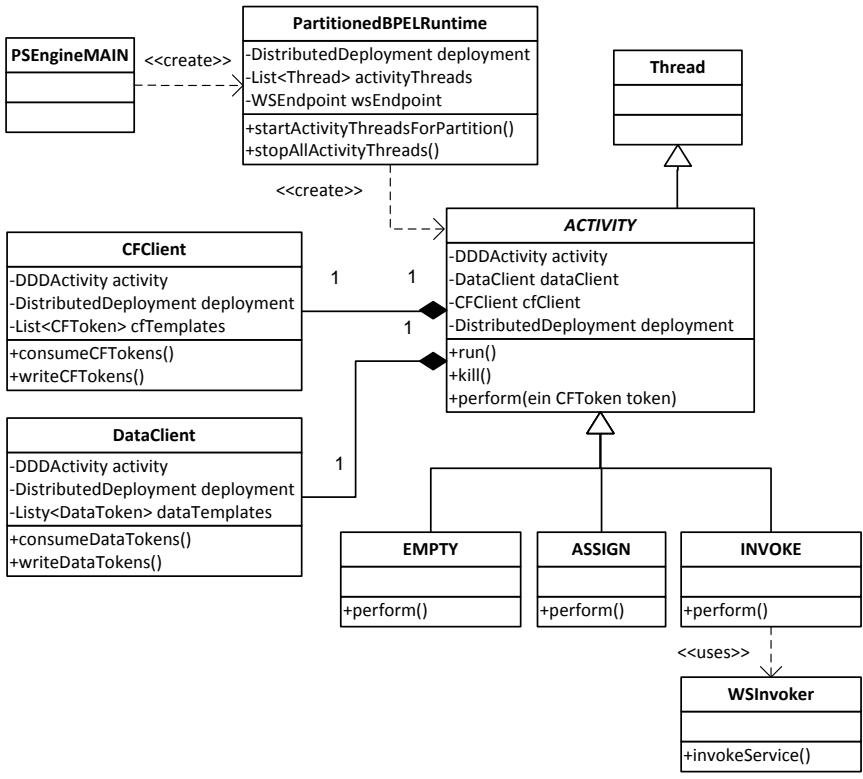 PartitionedBPELRuntime
-DistributedDeployment deployment
-List<Thread> activityThreads
-WSEndpoint wsEndpoint
+startActivityThreadsForPartition()
+stopAllActivityThreads()
PSEngineMAIN
<<create>>
Thread
<<create>>
ACTIVITY
-DDDActivity activity
-DataClient dataClient
-CFClient cfClient
-DistributedDeployment deployment
+run()
+kill()
+perform(ein CFToken token)
CFClient
-DDDActivity activity
-DistributedDeployment deployment
-List<CFToken> cfTemplates
+consumeCFTokens()
+writeCFTokens()
1
1
1
DataClient
-DDDActivity activity
-DistributedDeployment deployment
-Listy<DataToken> dataTemplates
+consumeDataTokens()
+writeDataTokens()
1
EMPTY
+perform()
ASSIGN
+perform()
INVOKE
+perform()
<<uses>>
WSInvoker
+invokeService()